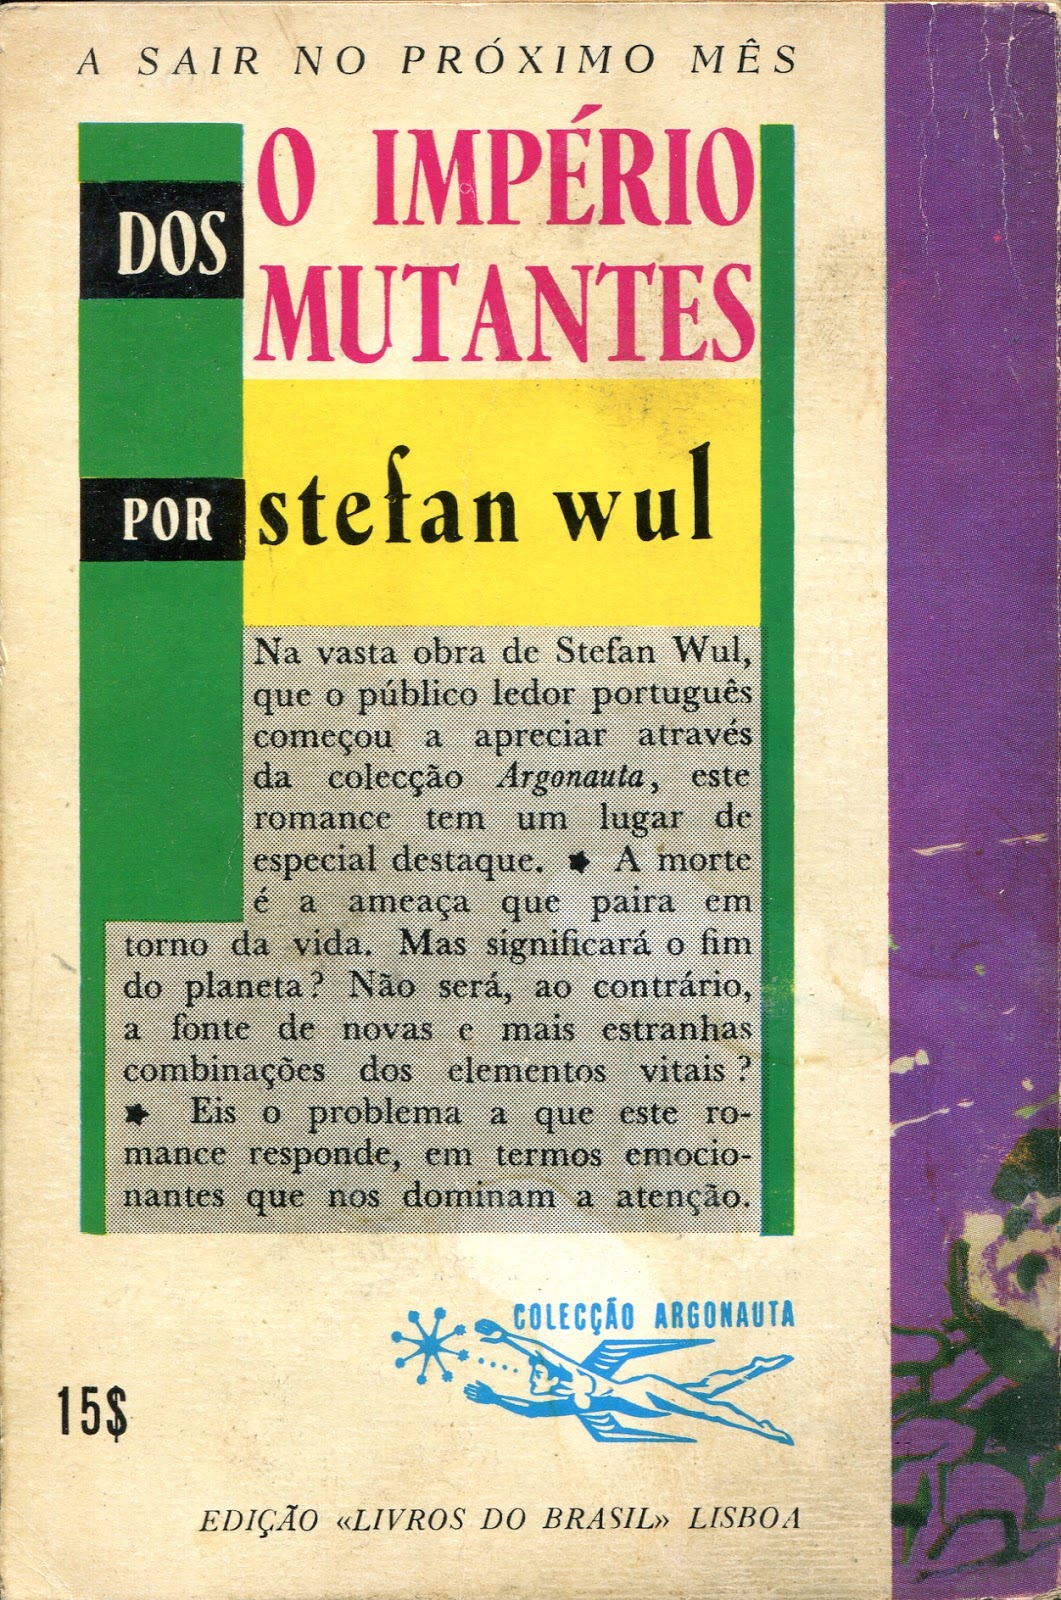 A SAIR NO PRÓXIMO MÊS
O IMPÉRIO
DOS
MUTANTES
POR stefan wul
Na vasta obra de Stefan Wul,
que o público ledor português
começou a apreciar através
da colecção Argonauta, este
romance tem um lugar de
especial destaque. ★ A morte
é a ameaça que paira em
torno da vida. Mas significará o fim
do planeta? Não será, ao contrário,
a fonte de novas e mais estranhas
combinações dos elementos vitais?
★ Eis o problema a que este ro-
mance responde, em termos emocio-
nantes que nos dominam a atenção.
COLECÇÃO ARGONAUTA
15$
EDIÇÃO «LIVROS DO BRASIL» LISBOA